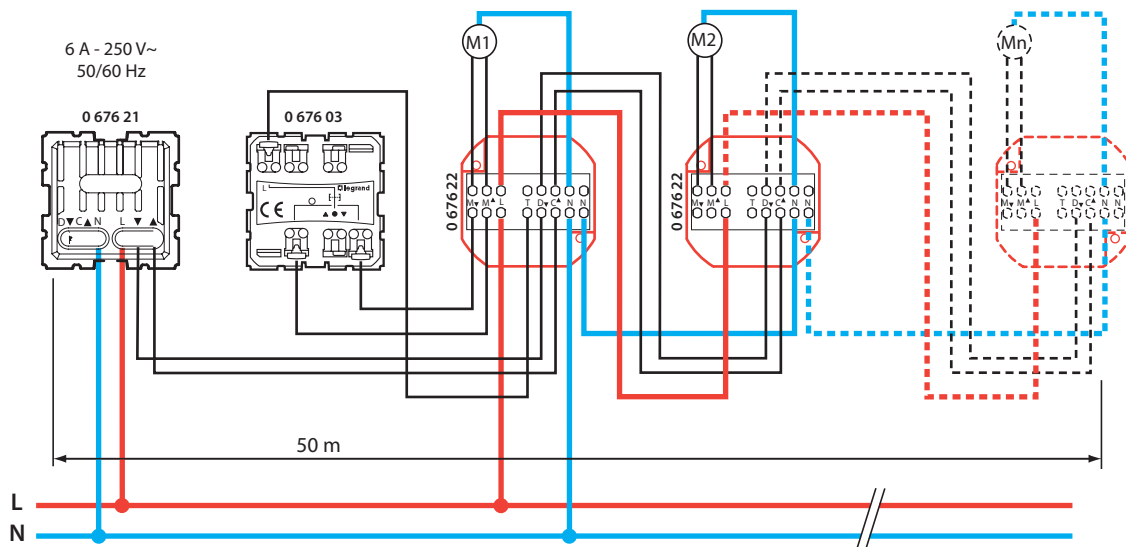 6 A - 250 V~
50/60 Hz
M1
M2
Mn
0 676 21
0 676 03
D▼C▲N L ▼ ▲
L
legrand
CE
▲ ● ▼
0 676 22
M▼ M▲ L T D▼ C▲ N N
0 676 22
M▼ M▲ L T D▼ C▲ N N
M▼ M▲ L T D▼ C▲ N N
50 m
L
N